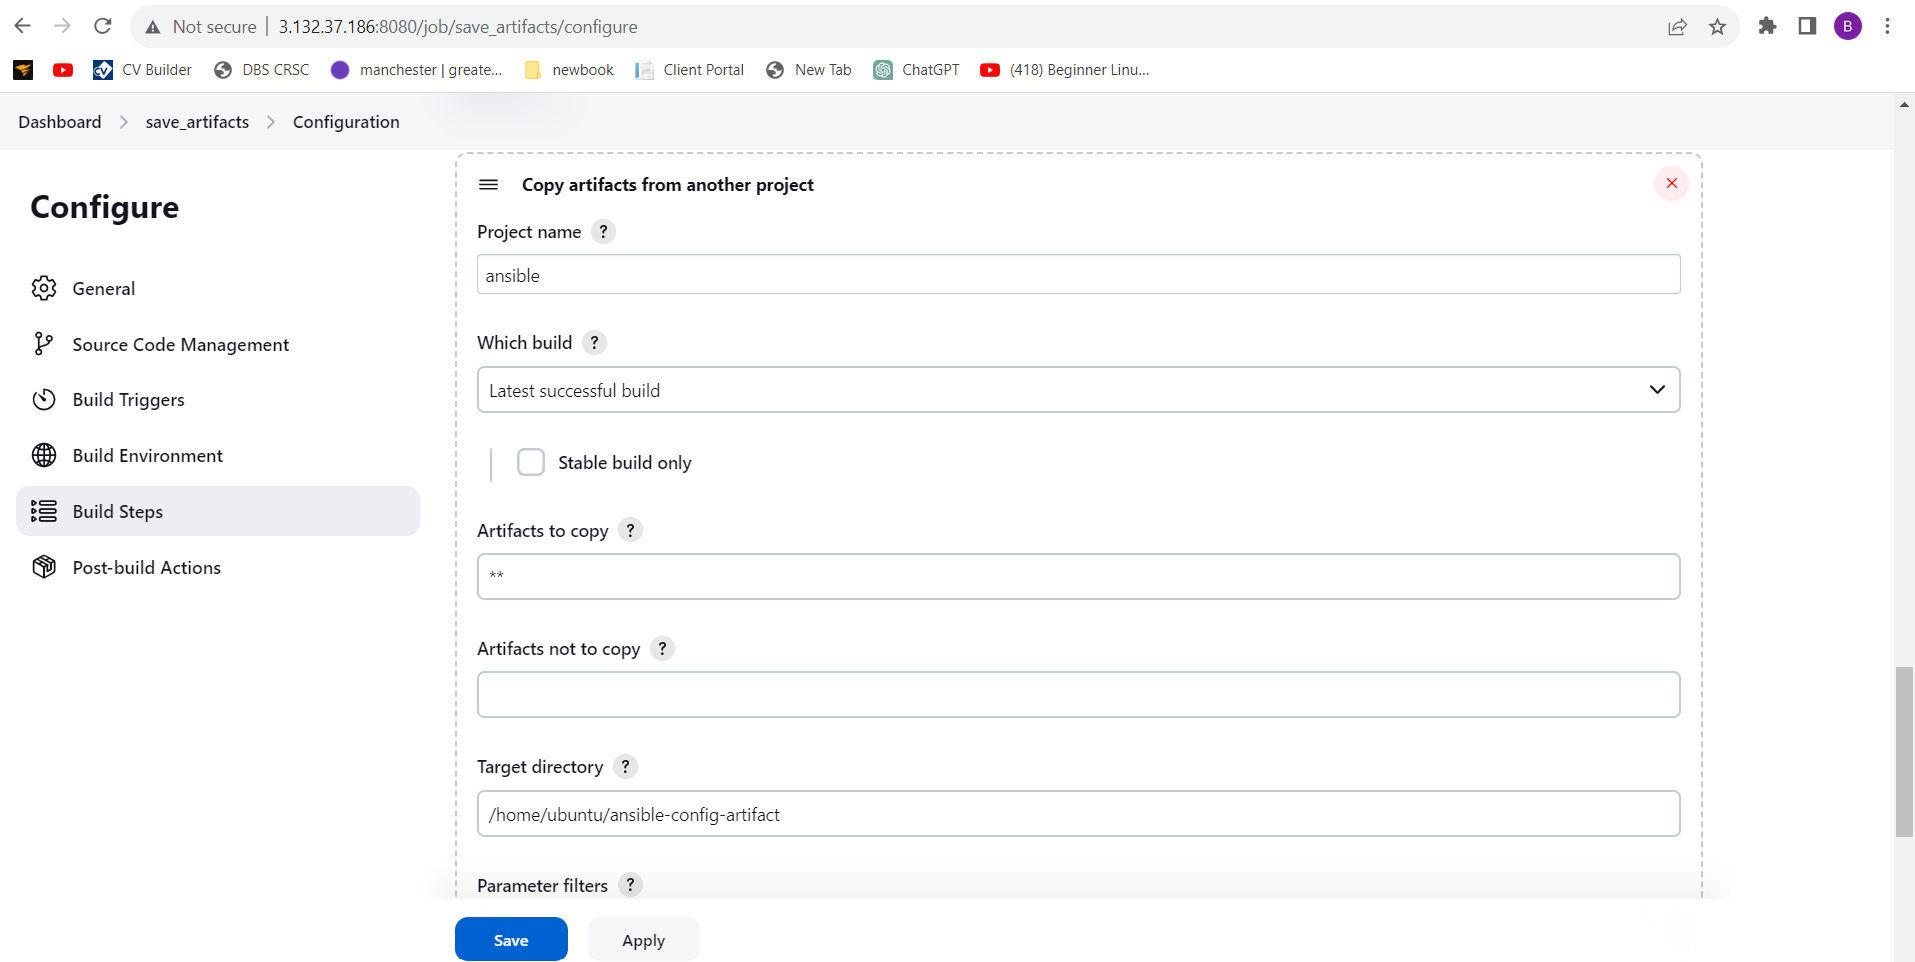 Not secure | 3.132.37.186:8080/job/save_artifacts/configure
B
CV Builder DBS CRSC manchester | greate... newbook Client Portal New Tab ChatGPT (418) Beginner Linu...
Dashboard > save_artifacts > Configuration
Configure
General
Source Code Management
Build Triggers
Build Environment
Build Steps
Post-build Actions
Copy artifacts from another project
Project name ?
ansible
Which build ?
Latest successful build
Stable build only
Artifacts to copy ?
**
Artifacts not to copy ?
Target directory ?
/home/ubuntu/ansible-config-artifact
Parameter filters ?
Save Apply